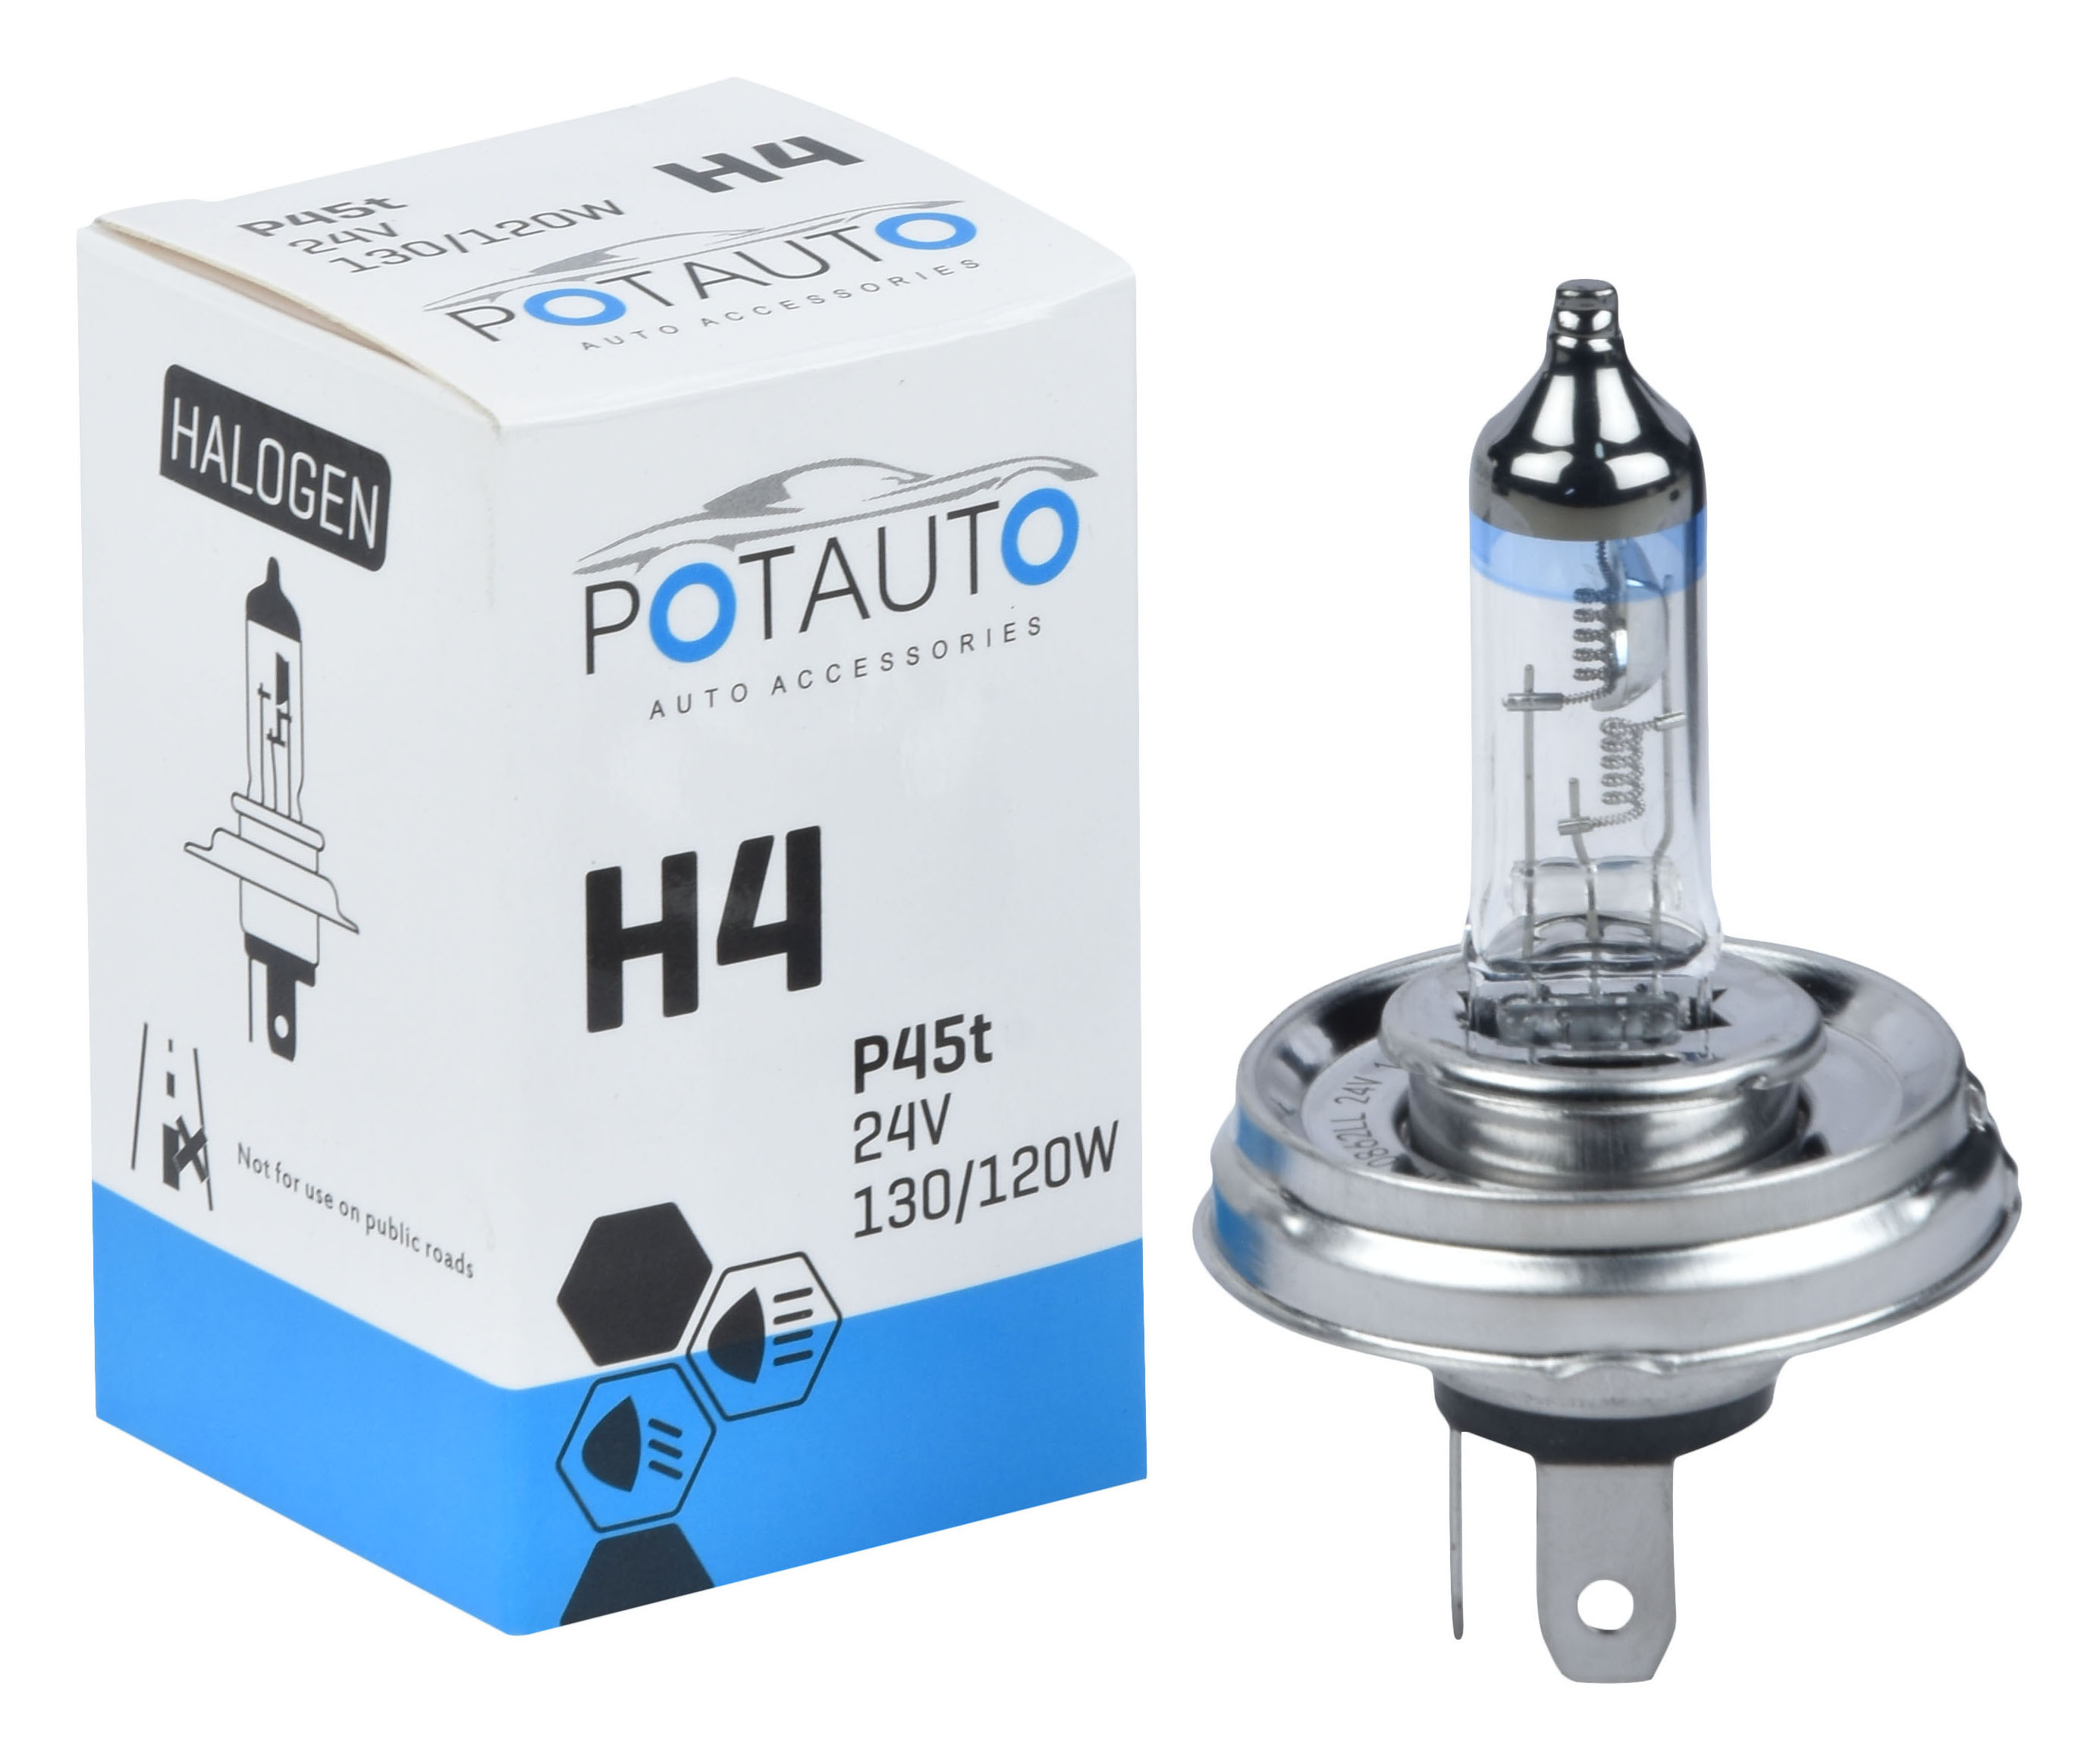 H4
P45t
24V
130/120W
POTAUTO
AUTO ACCESSORIES
HALOGEN
Not for use on public roads
POTAUTO
AUTO ACCESSORIES
H4
P45t
24V
130/120W
0862LL 24V